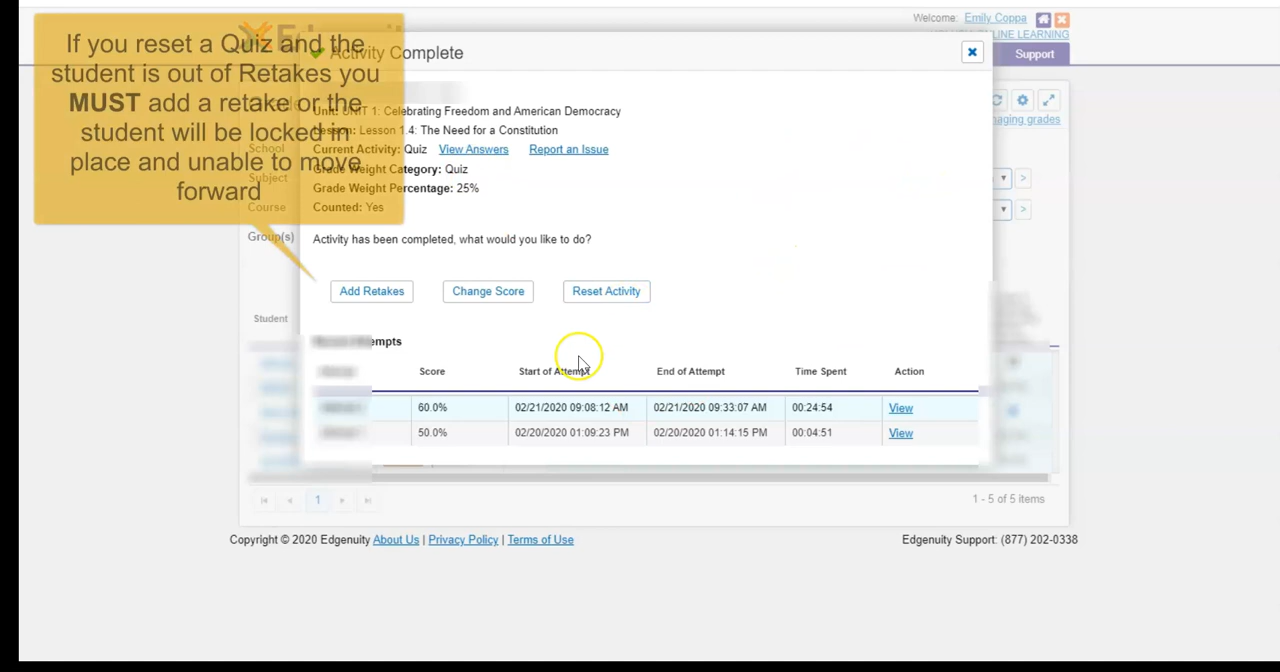 Welcome: Emily Coppa
LINE LEARNING
Support
If you reset a Quiz and the
student is out of Retakes you
MUST add a retake or the
student will be locked in
place and unable to move
forward
Activity Complete
Unit: UNIT 1: Celebrating Freedom and American Democracy
Lesson: Lesson 1.4: The Need for a Constitution
Current Activity: Quiz View Answers Report an Issue
Grade Weight Category: Quiz
Grade Weight Percentage: 25%
Counted: Yes
naging grades
School
Subject
Course
Group(s)
Activity has been completed, what would you like to do?
Add Retakes Change Score Reset Activity
Student
empts
Score Start of Attempt End of Attempt Time Spent Action
60.0% 02/21/2020 09:08:12 AM 02/21/2020 09:33:07 AM 00:24:54 View
50.0% 02/20/2020 01:09:23 PM 02/20/2020 01:14:15 PM 00:04:51 View
1
1 - 5 of 5 items
Copyright © 2020 Edgenuity About Us | Privacy Policy | Terms of Use
Edgenuity Support: (877) 202-0338